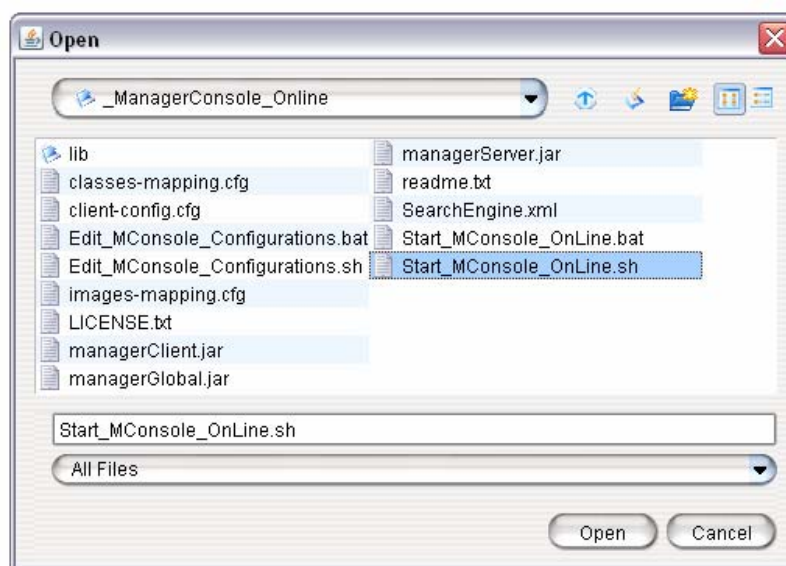 Open
_ManagerConsole_Online
lib
classes-mapping.cfg
client-config.cfg
Edit_MConsole_Configurations.bat
Edit_MConsole_Configurations.sh
images-mapping.cfg
LICENSE.txt
managerClient.jar
managerGlobal.jar
managerServer.jar
readme.txt
SearchEngine.xml
Start_MConsole_OnLine.bat
Start_MConsole_OnLine.sh
Start_MConsole_OnLine.sh
All Files
Open
Cancel